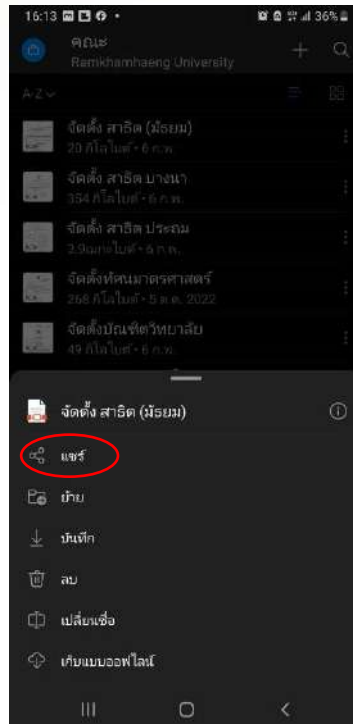 16:13
36%
คณะ
Ramkhamhaeng University
A-Z
จัดตั้ง สาธิต (มัธยม)
20 กิโลไบต์ • 6 ก.พ.
จัดตั้ง สาธิต บางนา
354 กิโลไบต์ • 6 ก.พ.
จัดตั้ง สาธิต ประถม
2.9เมกะไบต์ • 6 ก.พ.
จัดตั้งทัศนมาตรศาสตร์
268 กิโลไบต์ • 5 ต.ค. 2022
จัดตั้งบัณฑิตวิทยาลัย
49 กิโลไบต์ • 6 ก.พ.
จัดตั้ง สาธิต (มัธยม)
แชร์
ย้าย
บันทึก
ลบ
เปลี่ยนชื่อ
เก็บแบบออฟไลน์